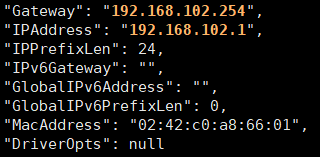 "Gateway": "192.168.102.254",
"IPAddress": "192.168.102.1",
"IPPrefixLen": 24,
"IPv6Gateway": "",
"GlobalIPv6Address": "",
"GlobalIPv6PrefixLen": 0,
"MacAddress": "02:42:c0:a8:66:01",
"DriverOpts": null